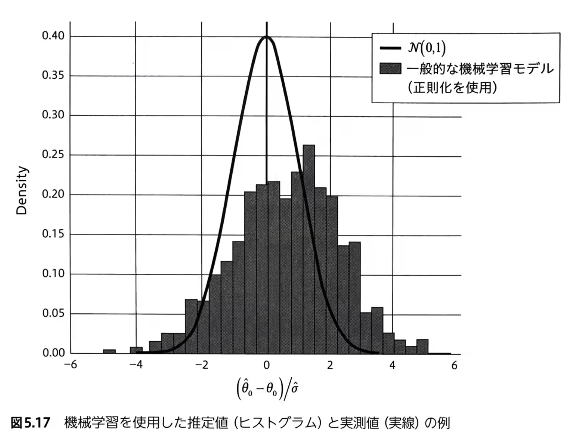 0.40
0.35
0.30
0.25
0.20
0.15
0.10
0.05
0.00
Density
−6
−4
−2
0
2
4
6
(θ̂₀ − θ₀)/σ̂
𝒩(0,1)
一般的な機械学習モデル
(正則化を使用)
図5.17 機械学習を使用した推定値(ヒストグラム)と実測値(実線)の例